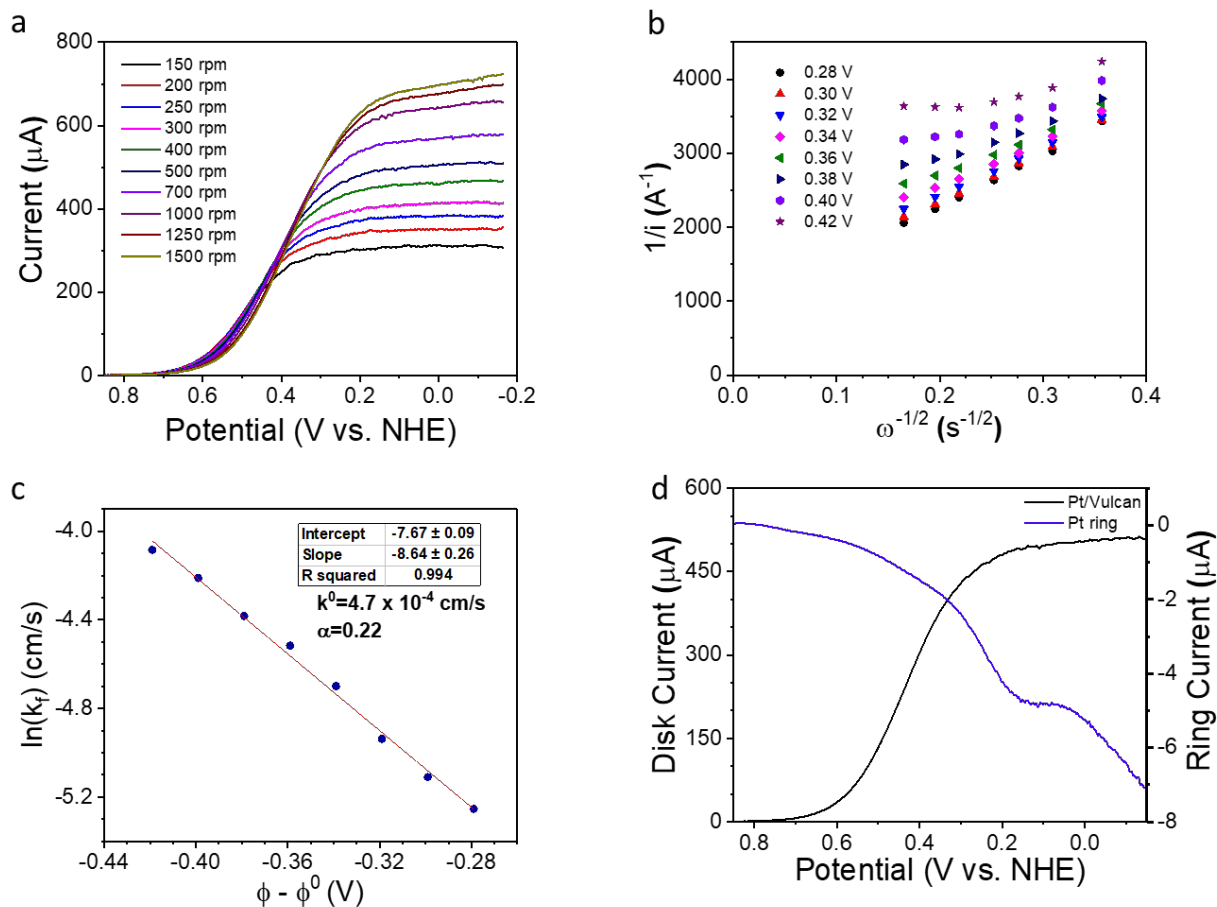 a
800
600
400
200
0
Current (μA)
150 rpm
200 rpm
250 rpm
300 rpm
400 rpm
500 rpm
700 rpm
1000 rpm
1250 rpm
1500 rpm
0.8 0.6 0.4 0.2 0.0 -0.2
Potential (V vs. NHE)
b
4000
3000
2000
1000
0
1/i (A⁻¹)
0.28 V
0.30 V
0.32 V
0.34 V
0.36 V
0.38 V
0.40 V
0.42 V
0.0 0.1 0.2 0.3 0.4
ω⁻¹/² (s⁻¹/²)
c
-4.0
-4.4
-4.8
-5.2
ln(k_f) (cm/s)
Intercept -7.67 ± 0.09
Slope -8.64 ± 0.26
R squared 0.994
k⁰=4.7 x 10⁻⁴ cm/s
α=0.22
-0.44 -0.40 -0.36 -0.32 -0.28
ϕ - ϕ⁰ (V)
d
600
450
300
150
0
Disk Current (μA)
Pt/Vulcan
Pt ring
0
-2
-4
-6
-8
Ring Current (μA)
0.8 0.6 0.4 0.2 0.0
Potential (V vs. NHE)